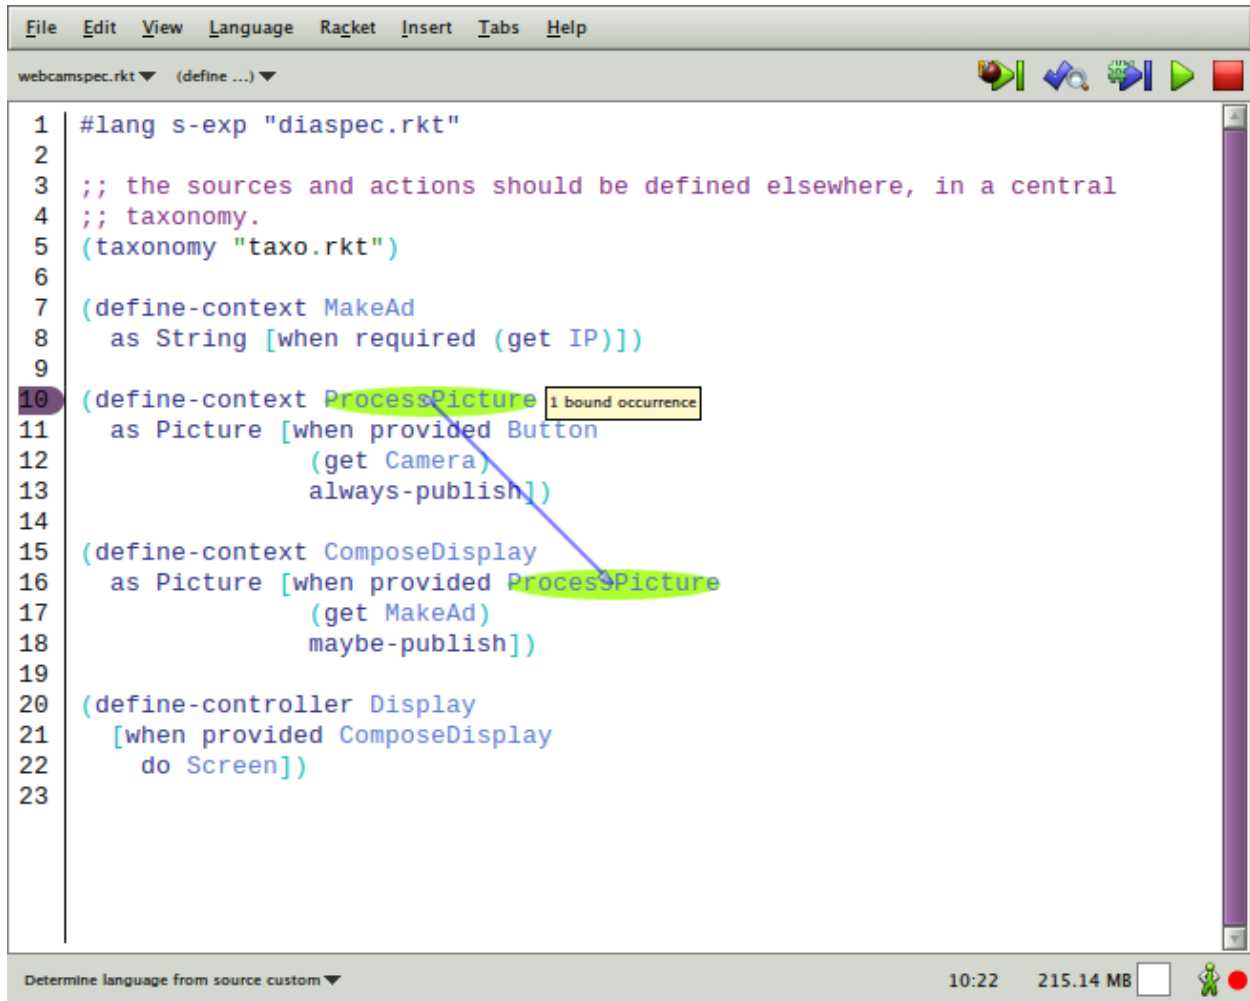 File Edit View Language Racket Insert Tabs Help
webcamspec.rkt (define ...)
1 #lang s-exp "diaspec.rkt"
2
3 ;; the sources and actions should be defined elsewhere, in a central
4 ;; taxonomy.
5 (taxonomy "taxo.rkt")
6
7 (define-context MakeAd
8 as String [when required (get IP)])
9
10 (define-context ProcessPicture 1 bound occurrence
11 as Picture [when provided Button
12 (get Camera)
13 always-publish])
14
15 (define-context ComposeDisplay
16 as Picture [when provided ProcessPicture
17 (get MakeAd)
18 maybe-publish])
19
20 (define-controller Display
21 [when provided ComposeDisplay
22 do Screen])
23
Determine language from source custom 10:22 215.14 MB